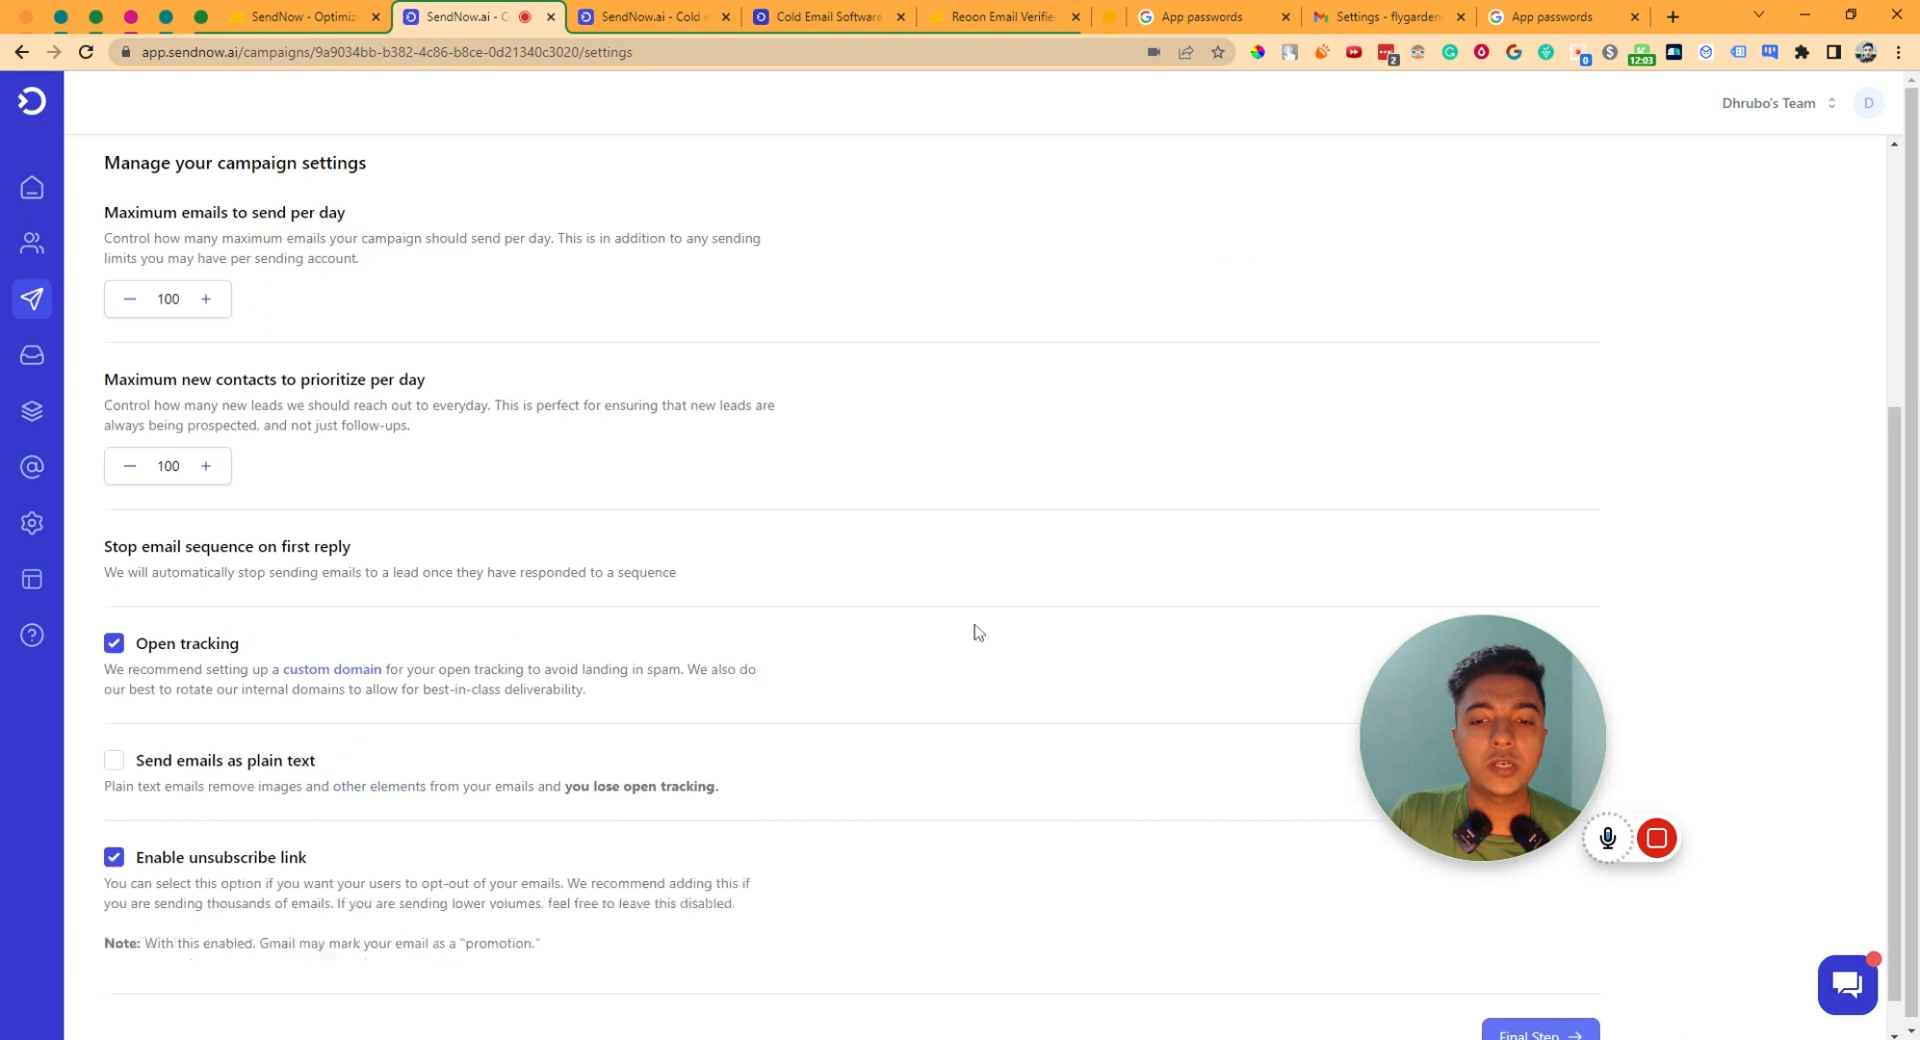 SendNow - Optimiz
SendNow.ai - Co
SendNow.ai - Cold e
Cold Email Software
Reoon Email Verifier
App passwords
Settings - flygarden
App passwords
app.sendnow.ai/campaigns/9a9034bb-b382-4c86-b8ce-0d21340c3020/settings
2
0
12:03
Dhrubo's Team
D
Manage your campaign settings
Maximum emails to send per day
Control how many maximum emails your campaign should send per day. This is in addition to any sending
limits you may have per sending account.
100
Maximum new contacts to prioritize per day
Control how many new leads we should reach out to everyday. This is perfect for ensuring that new leads are
always being prospected, and not just follow-ups.
100
Stop email sequence on first reply
We will automatically stop sending emails to a lead once they have responded to a sequence
Open tracking
We recommend setting up a custom domain for your open tracking to avoid landing in spam. We also do
our best to rotate our internal domains to allow for best-in-class deliverability.
Send emails as plain text
Plain text emails remove images and other elements from your emails and you lose open tracking.
Enable unsubscribe link
You can select this option if you want your users to opt-out of your emails. We recommend adding this if
you are sending thousands of emails. If you are sending lower volumes, feel free to leave this disabled.
Note: With this enabled, Gmail may mark your email as a "promotion."
Final Step